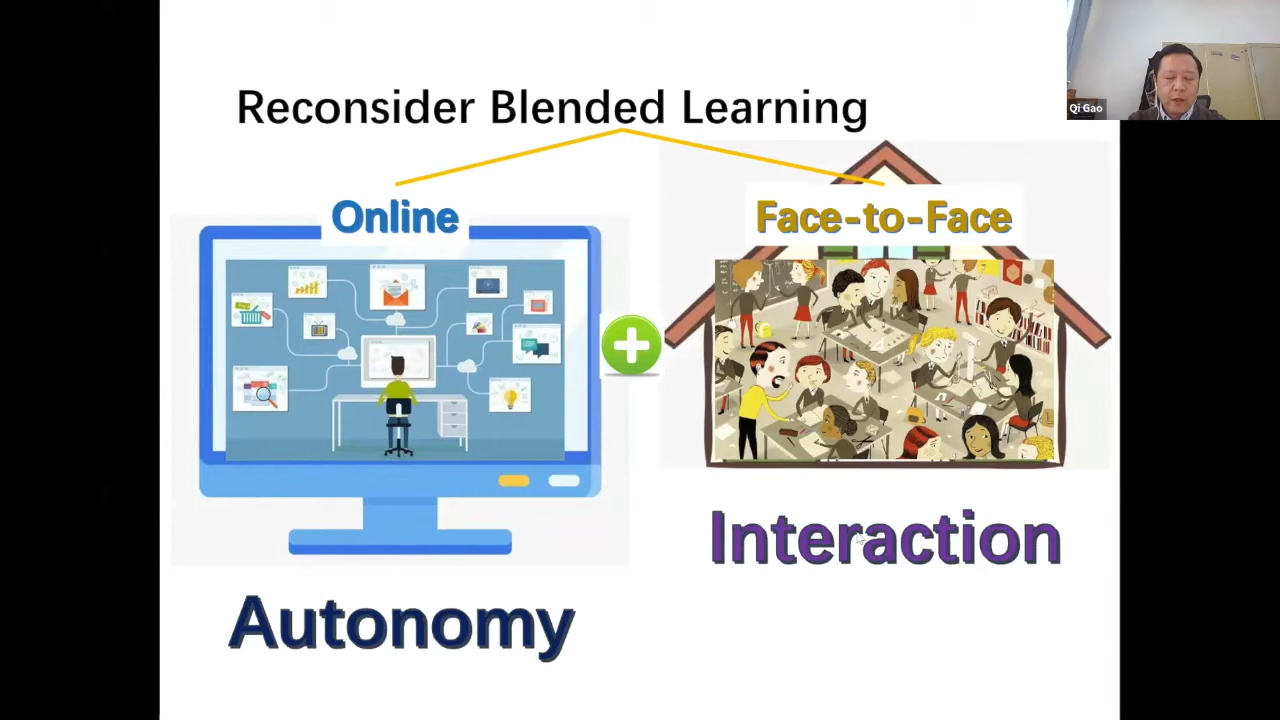 Reconsider Blended Learning
Qi Gao
Online
Face-to-Face
Interaction
Autonomy